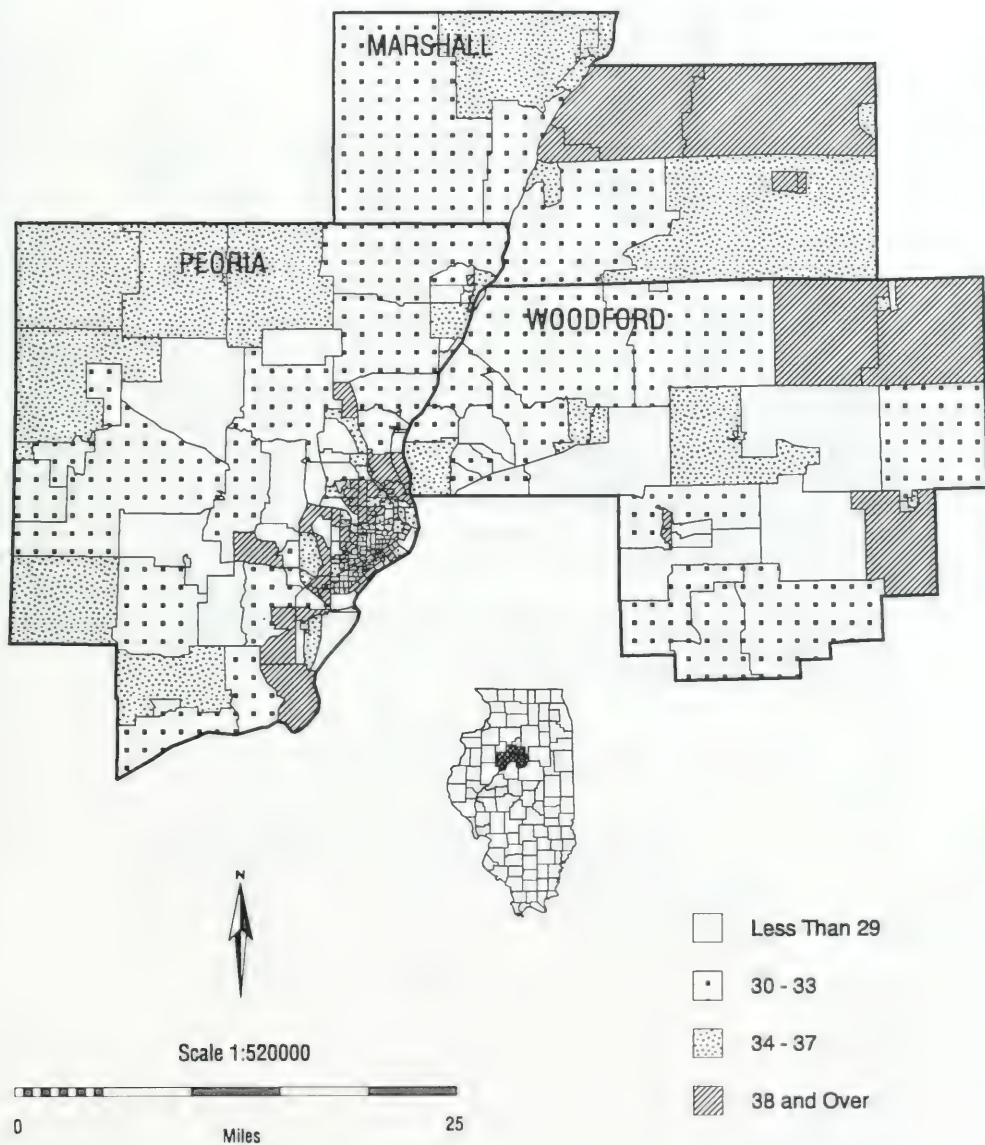 MARSHALL
PEORIA
WOODFORD
N
Less Than 29
30 - 33
34 - 37
38 and Over
Scale 1:520000
0 25
Miles